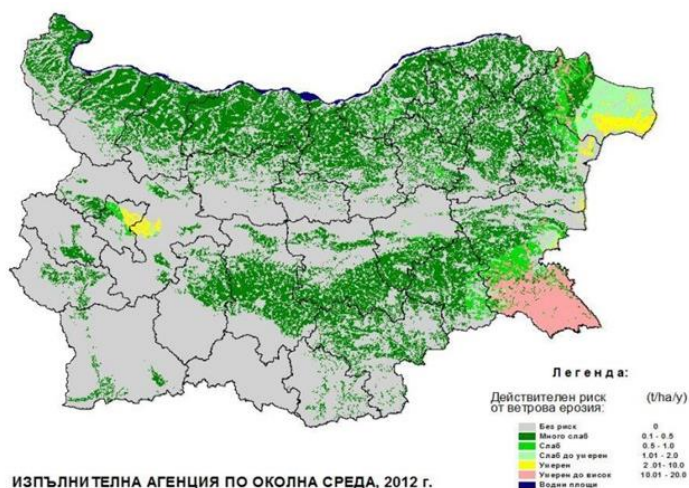 Легенда:
Действителен риск (t/ha/y)
от ветрова ерозия:
Без риск 0
Много слаб 0.1 - 0.5
Слаб 0.5 - 1.0
Слаб до умерен 1.01 - 2.0
Умерен 2.01- 10.0
Умерен до висок 10.01 - 20.0
Водни площи
ИЗПЪЛНИТЕЛНА АГЕНЦИЯ ПО ОКОЛНА СРЕДА, 2012 г.